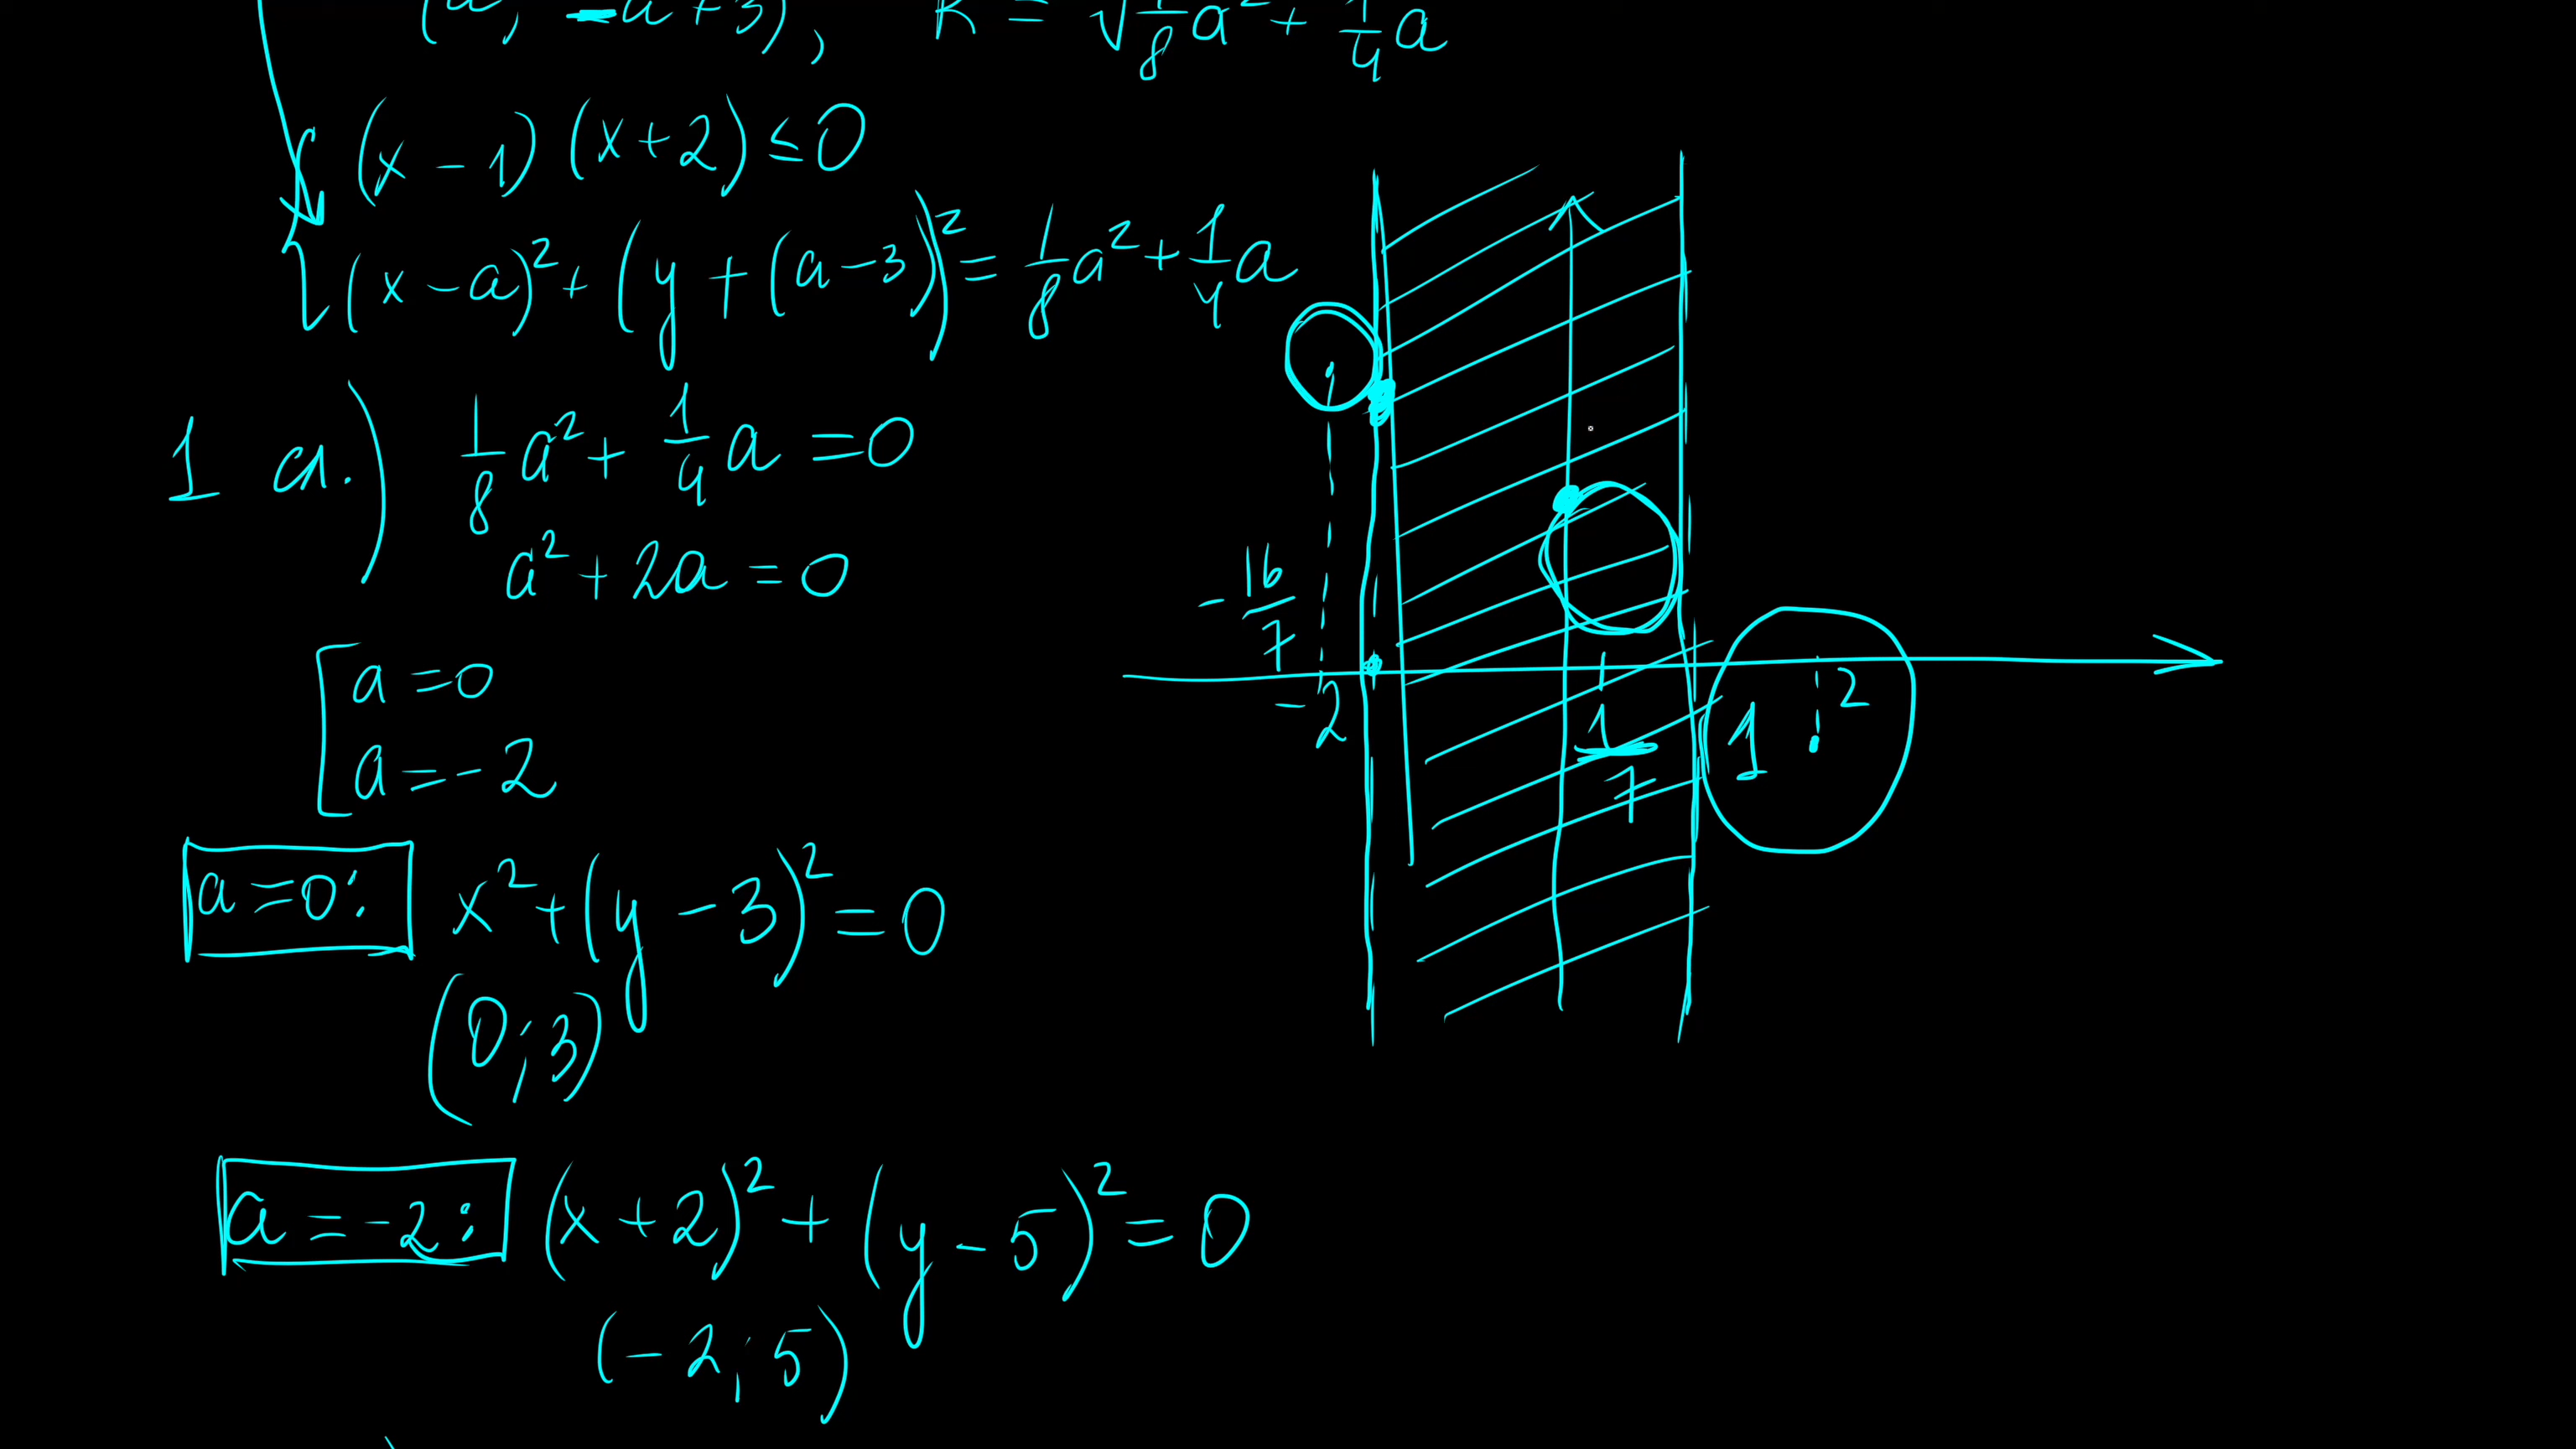 (a, -a+3), R = √(1/8 a² + 1/4 a)
(x-1)(x+2)≤0
(x-a)² + (y+(a-3))² = 1/8 a² + 1/4 a
1 сл.) 1/8 a² + 1/4 a = 0
a² + 2a = 0
a = 0
a = -2
a = 0: x² + (y-3)² = 0
(0; 3)
a = -2: (x+2)² + (y-5)² = 0
(-2; 5)
-16/7
-2
1/7
1
2